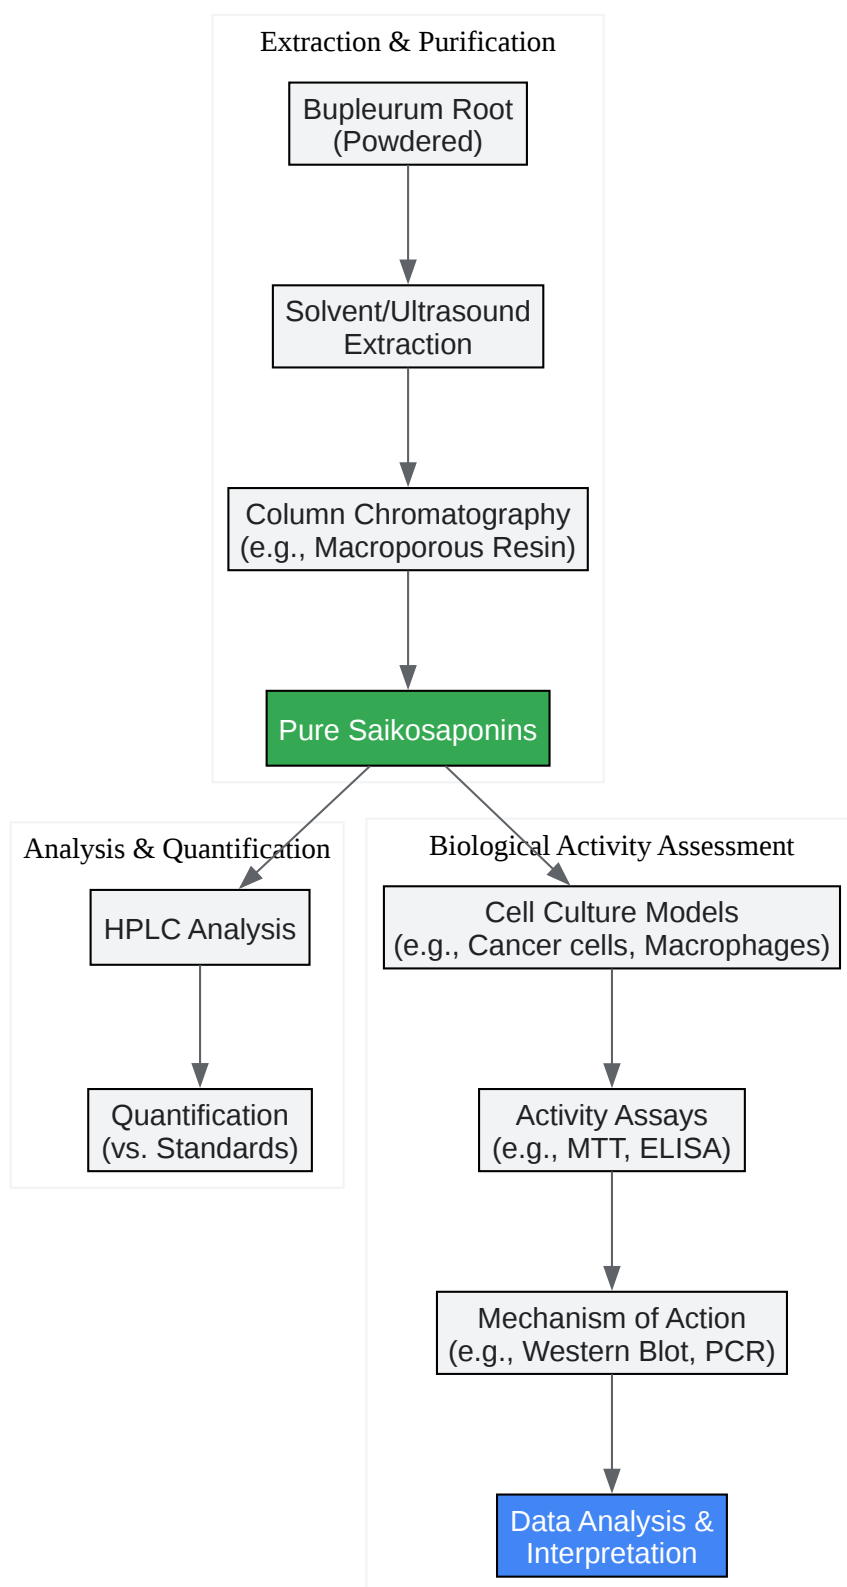 Extraction & Purification
Bupleurum Root
(Powdered)
Solvent/Ultrasound
Extraction
Column Chromatography
(e.g., Macroporous Resin)
Pure Saikosaponins
Analysis & Quantification
HPLC Analysis
Quantification
(vs. Standards)
Biological Activity Assessment
Cell Culture Models
(e.g., Cancer cells, Macrophages)
Activity Assays
(e.g., MTT, ELISA)
Mechanism of Action
(e.g., Western Blot, PCR)
Data Analysis &
Interpretation